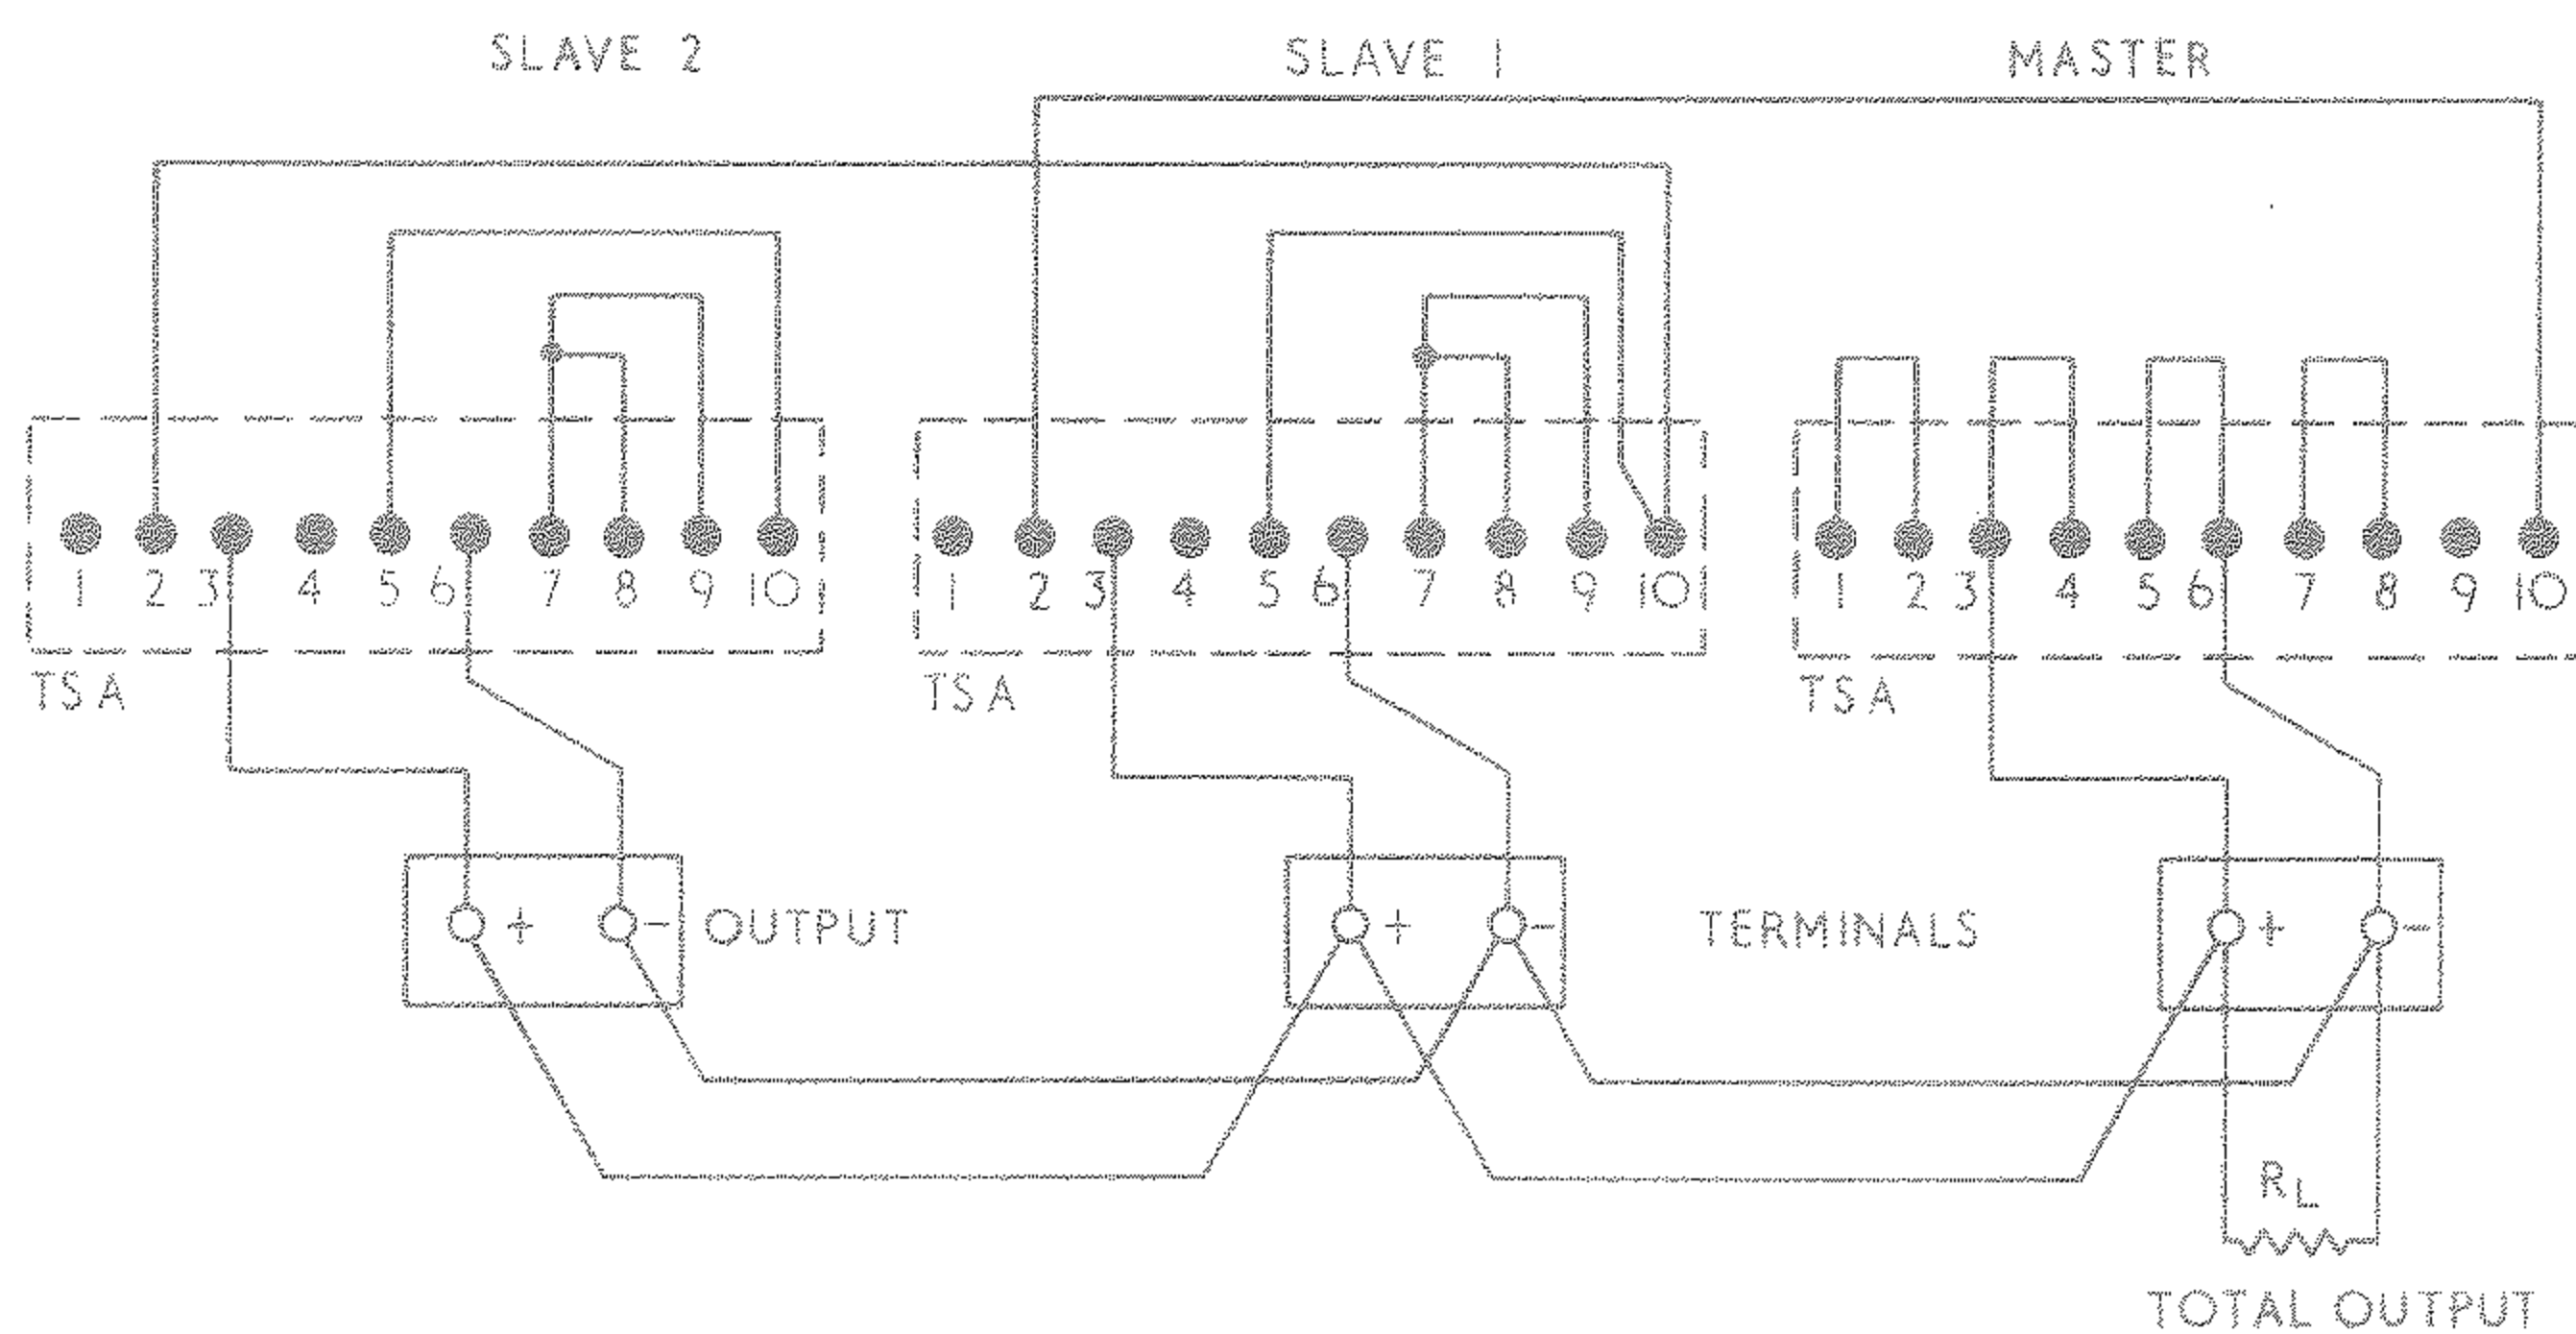 SLAVE 2
SLAVE 1
MASTER
1 2 3 4 5 6 7 8 9 10
1 2 3 4 5 6 7 8 9 10
1 2 3 4 5 6 7 8 9 10
TSA
TSA
TSA
+ - OUTPUT
+ -
TERMINALS
+ -
RL
TOTAL OUTPUT